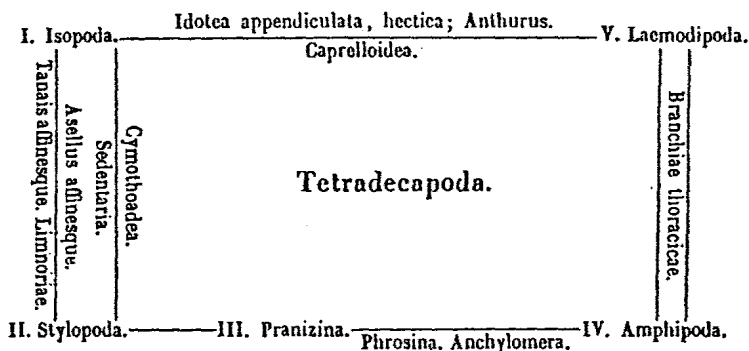 Idotea appendiculata, hectica; Anthurus.
I. Isopoda. V. Laemodipoda.
Caprelloidea.
Tanais affinesque. Limnoriae.
Asellus affinesque.
Sedentaria.
Cymothoadea.
Tetradecapoda.
Branchiae thoracicae.
II. Stylopoda. III. Pranizina. IV. Amphipoda.
Phrosina. Anchylomera.